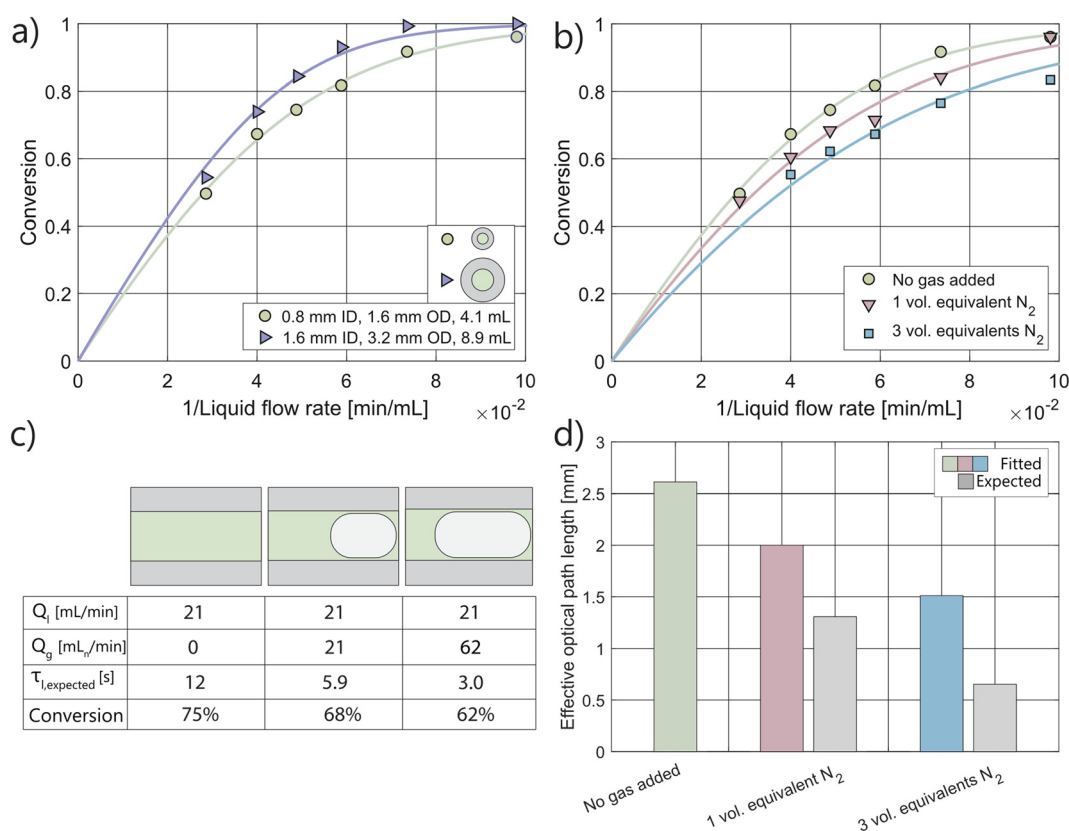 a)
1
0.8
0.6
0.4
0.2
0
Conversion
0 2 4 6 8 10
1/Liquid flow rate [min/mL] ×10⁻²
0.8 mm ID, 1.6 mm OD, 4.1 mL
1.6 mm ID, 3.2 mm OD, 8.9 mL
b)
1
0.8
0.6
0.4
0.2
0
Conversion
0 2 4 6 8 10
1/Liquid flow rate [min/mL] ×10⁻²
No gas added
1 vol. equivalent N₂
3 vol. equivalents N₂
c)
Qₗ [mL/min] 21 21 21
Q_g [mLₙ/min] 0 21 62
τ_l,expected [s] 12 5.9 3.0
Conversion 75% 68% 62%
d)
3
2.5
2
1.5
1
0.5
0
Effective optical path length [mm]
Fitted
Expected
No gas added
1 vol. equivalent N₂
3 vol. equivalents N₂